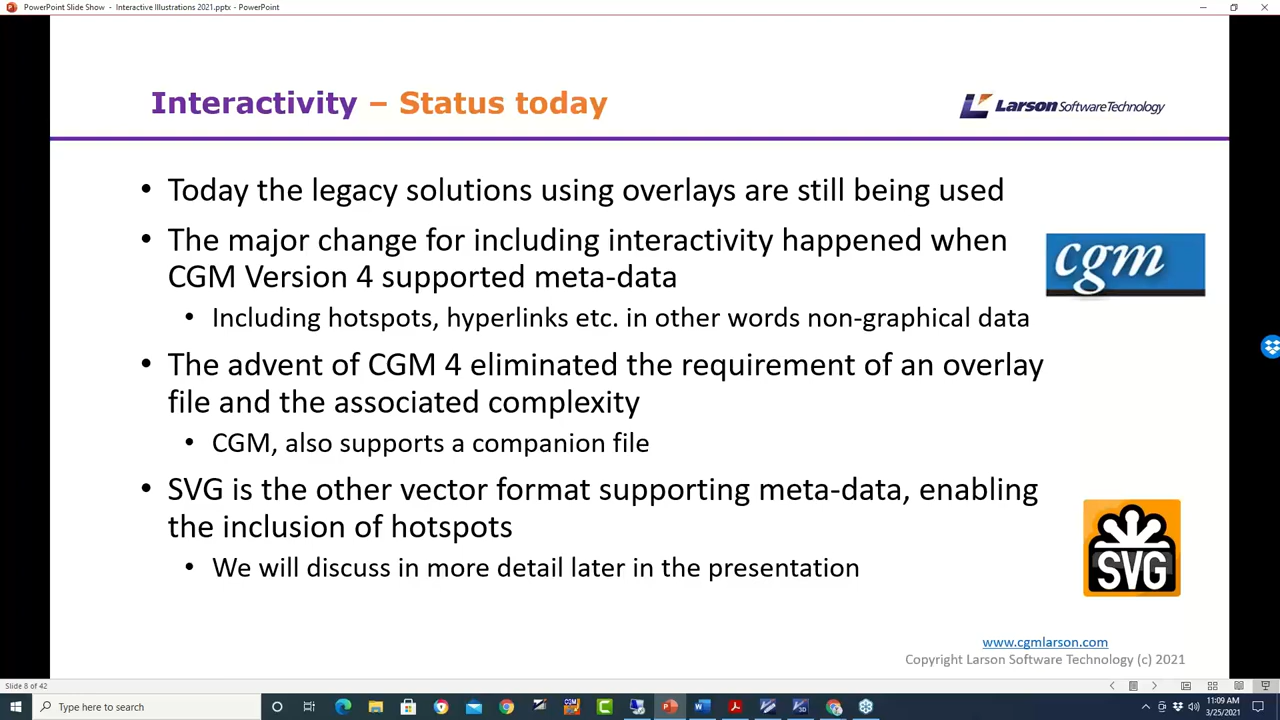 PowerPoint Slide Show - Interactive Illustrations 2021.pptx - PowerPoint
Interactivity – Status today
Larson Software Technology
• Today the legacy solutions using overlays are still being used
• The major change for including interactivity happened when
CGM Version 4 supported meta-data
cgm
• Including hotspots, hyperlinks etc. in other words non-graphical data
• The advent of CGM 4 eliminated the requirement of an overlay
file and the associated complexity
• CGM, also supports a companion file
• SVG is the other vector format supporting meta-data, enabling
the inclusion of hotspots
SVG
• We will discuss in more detail later in the presentation
www.cgmlarson.com
Copyright Larson Software Technology (c) 2021
Slide 8 of 42
Type here to search
11:09 AM
3/25/2021